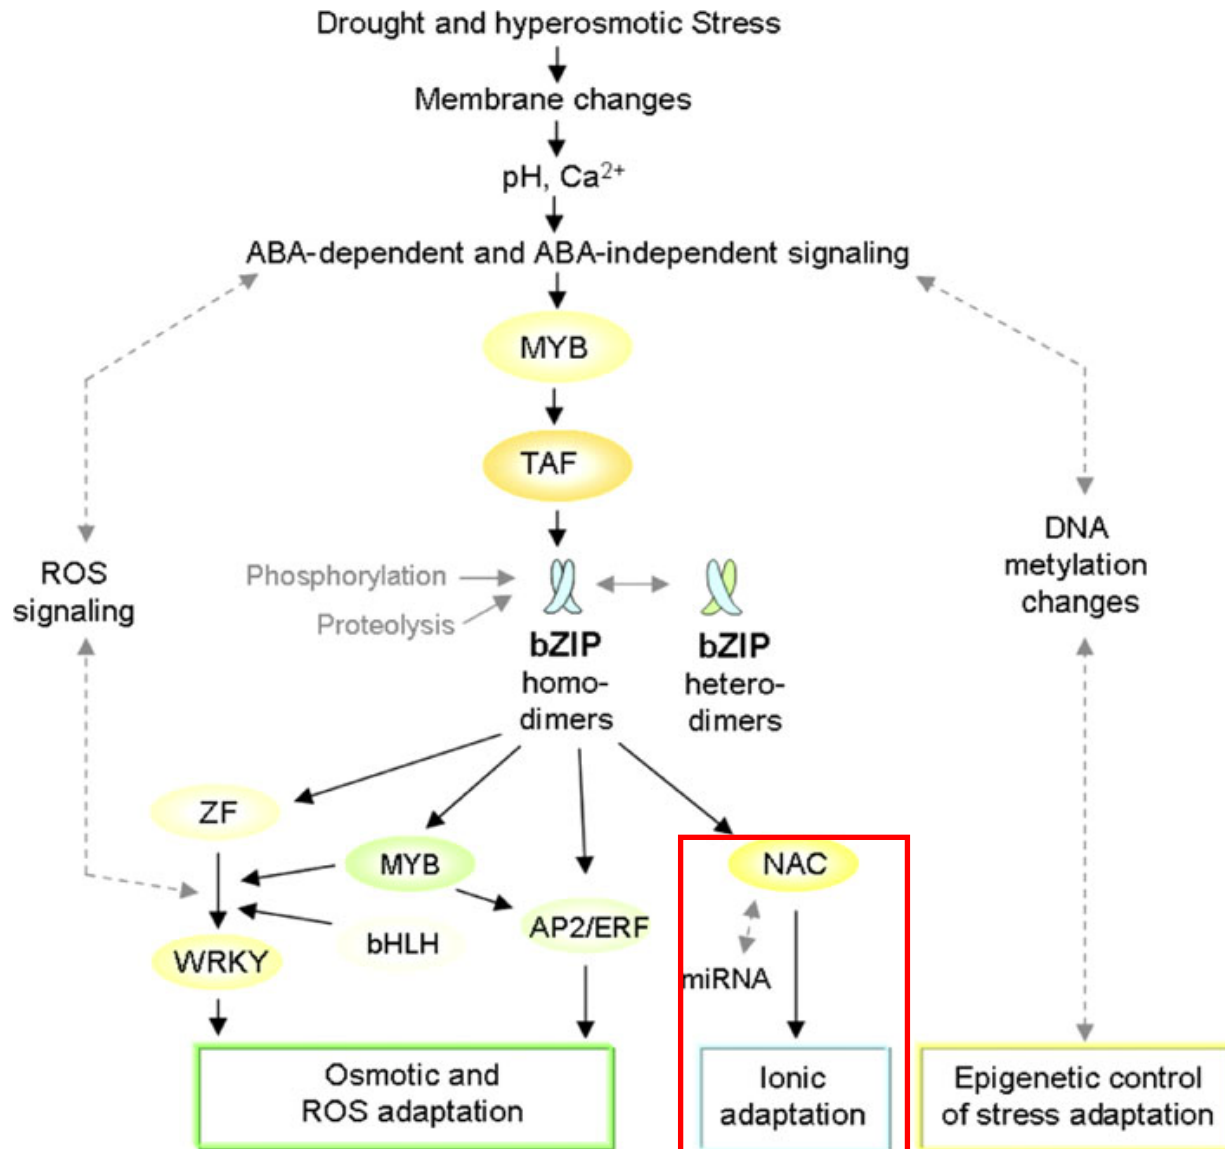 Drought and hyperosmotic Stress
Membrane changes
pH, Ca²⁺
ABA-dependent and ABA-independent signaling
MYB
TAF
ROS
signaling
Phosphorylation
Proteolysis
bZIP
homo-
dimers
bZIP
hetero-
dimers
DNA
metylation
changes
ZF
MYB
NAC
bHLH
AP2/ERF
WRKY
miRNA
Osmotic and
ROS adaptation
Ionic
adaptation
Epigenetic control
of stress adaptation